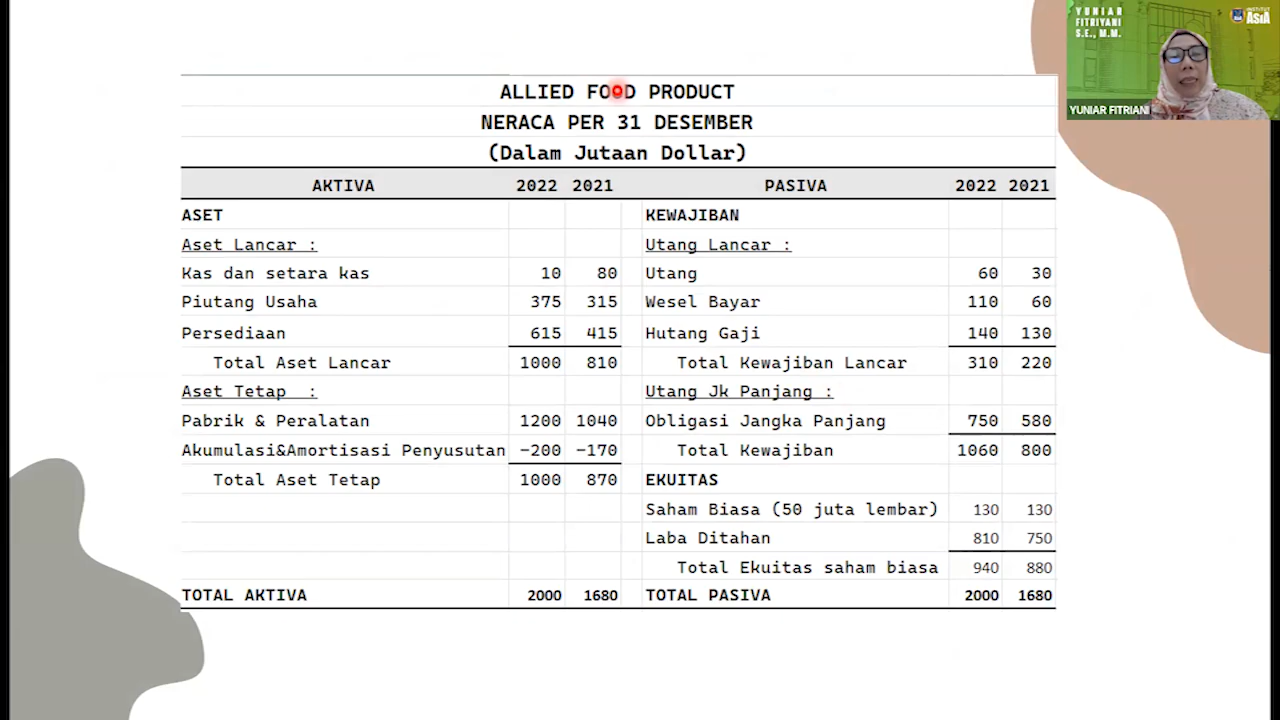 YUNIAR
FITRIYANI
S.E., M.M.
INSTITUT
ASIA
YUNIAR FITRIANI
ALLIED FOOD PRODUCT
NERACA PER 31 DESEMBER
(Dalam Jutaan Dollar)
AKTIVA 2022 2021 PASIVA 2022 2021
ASET KEWAJIBAN
Aset Lancar : Utang Lancar :
Kas dan setara kas 10 80 Utang 60 30
Piutang Usaha 375 315 Wesel Bayar 110 60
Persediaan 615 415 Hutang Gaji 140 130
Total Aset Lancar 1000 810 Total Kewajiban Lancar 310 220
Aset Tetap : Utang Jk Panjang :
Pabrik & Peralatan 1200 1040 Obligasi Jangka Panjang 750 580
Akumulasi&Amortisasi Penyusutan -200 -170 Total Kewajiban 1060 800
Total Aset Tetap 1000 870 EKUITAS
Saham Biasa (50 juta lembar) 130 130
Laba Ditahan 810 750
Total Ekuitas saham biasa 940 880
TOTAL AKTIVA 2000 1680 TOTAL PASIVA 2000 1680